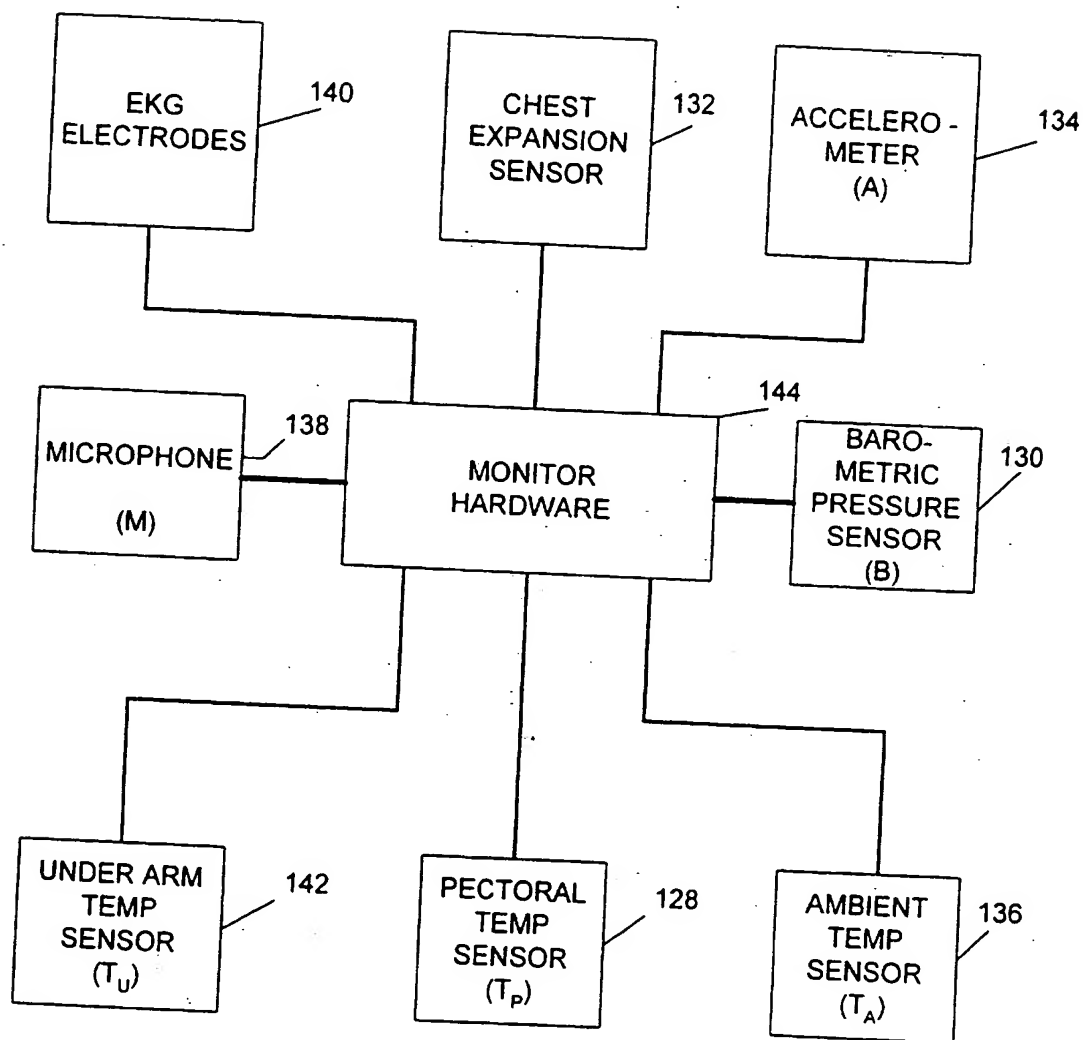 EKG
ELECTRODES
140
CHEST
EXPANSION
SENSOR
132
ACCELERO -
METER
(A)
134
MICROPHONE
(M)
138
MONITOR
HARDWARE
144
BARO-
METRIC
PRESSURE
SENSOR
(B)
130
UNDER ARM
TEMP
SENSOR
(TU)
142
PECTORAL
TEMP
SENSOR
(TP)
128
AMBIENT
TEMP
SENSOR
(TA)
136